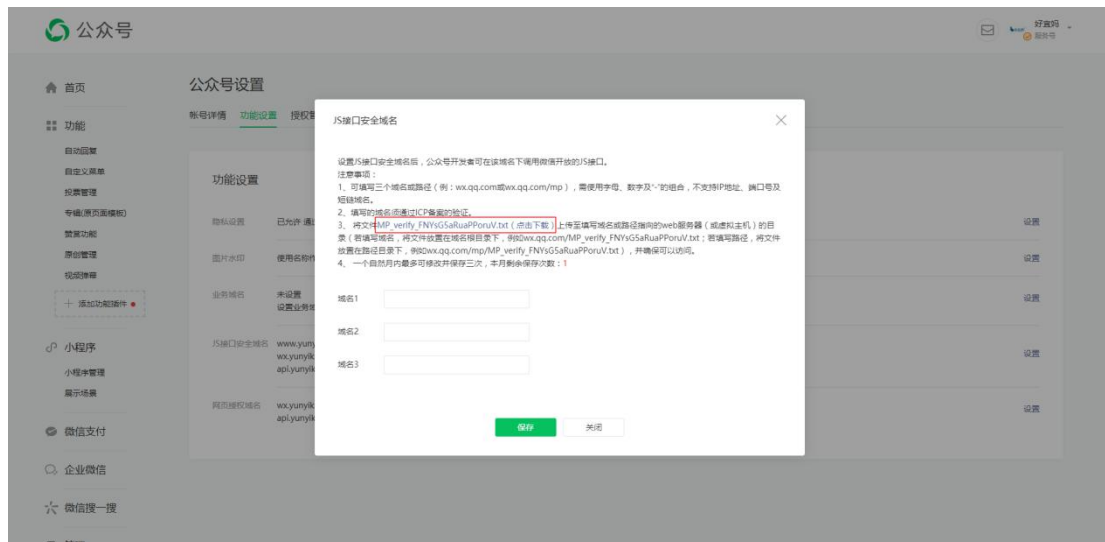 公众号
好宜妈
服务号
首页
功能
自动回复
自定义菜单
投票管理
专辑(原页面模板)
赞赏功能
原创管理
视频弹幕
添加功能插件
小程序
小程序管理
展示场景
微信支付
企业微信
微信搜一搜
公众号设置
帐号详情 功能设置
功能设置
隐私设置 已允许 设置
图片水印 使用名称作 设置
业务域名 未设置 设置
JS接口安全域名 www.yuny
wx.yunyik 设置
api.yunyik
网页授权域名 wx.yunyik 设置
api.yunyik
JS接口安全域名
设置JS接口安全域名后，公众号开发者可在该域名下调用微信开放的JS接口。
注意事项：
1、可填写三个域名或路径（例：wx.qq.com或wx.qq.com/mp），需使用字母、数字及“-”的组合，不支持IP地址、端口号及
短链域名。
2、填写的域名须通过ICP备案的验证。
3、 将文件MP_verify_FNYsG5aRuaPPoruV.txt（点击下载）上传至填写域名或路径指向的web服务器（或虚拟主机）的目
录（若填写域名，将文件放置在域名根目录下，例如wx.qq.com/MP_verify_FNYsG5aRuaPPoruV.txt；若填写路径，将文件
放置在路径目录下，例如wx.qq.com/mp/MP_verify_FNYsG5aRuaPPoruV.txt），并确保可以访问。
4、 一个自然月内最多可修改并保存三次，本月剩余保存次数：1
域名1
域名2
域名3
保存 关闭